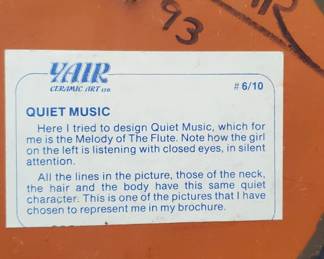 93
YAIR
CERAMIC ART LTD.
# 6/10
QUIET MUSIC
Here I tried to design Quiet Music, which for
me is the Melody of The Flute. Note how the girl
on the left is listening with closed eyes, in silent
attention.
All the lines in the picture, those of the neck,
the hair and the body have this same quiet
character. This is one of the pictures that I have
chosen to represent me in my brochure.